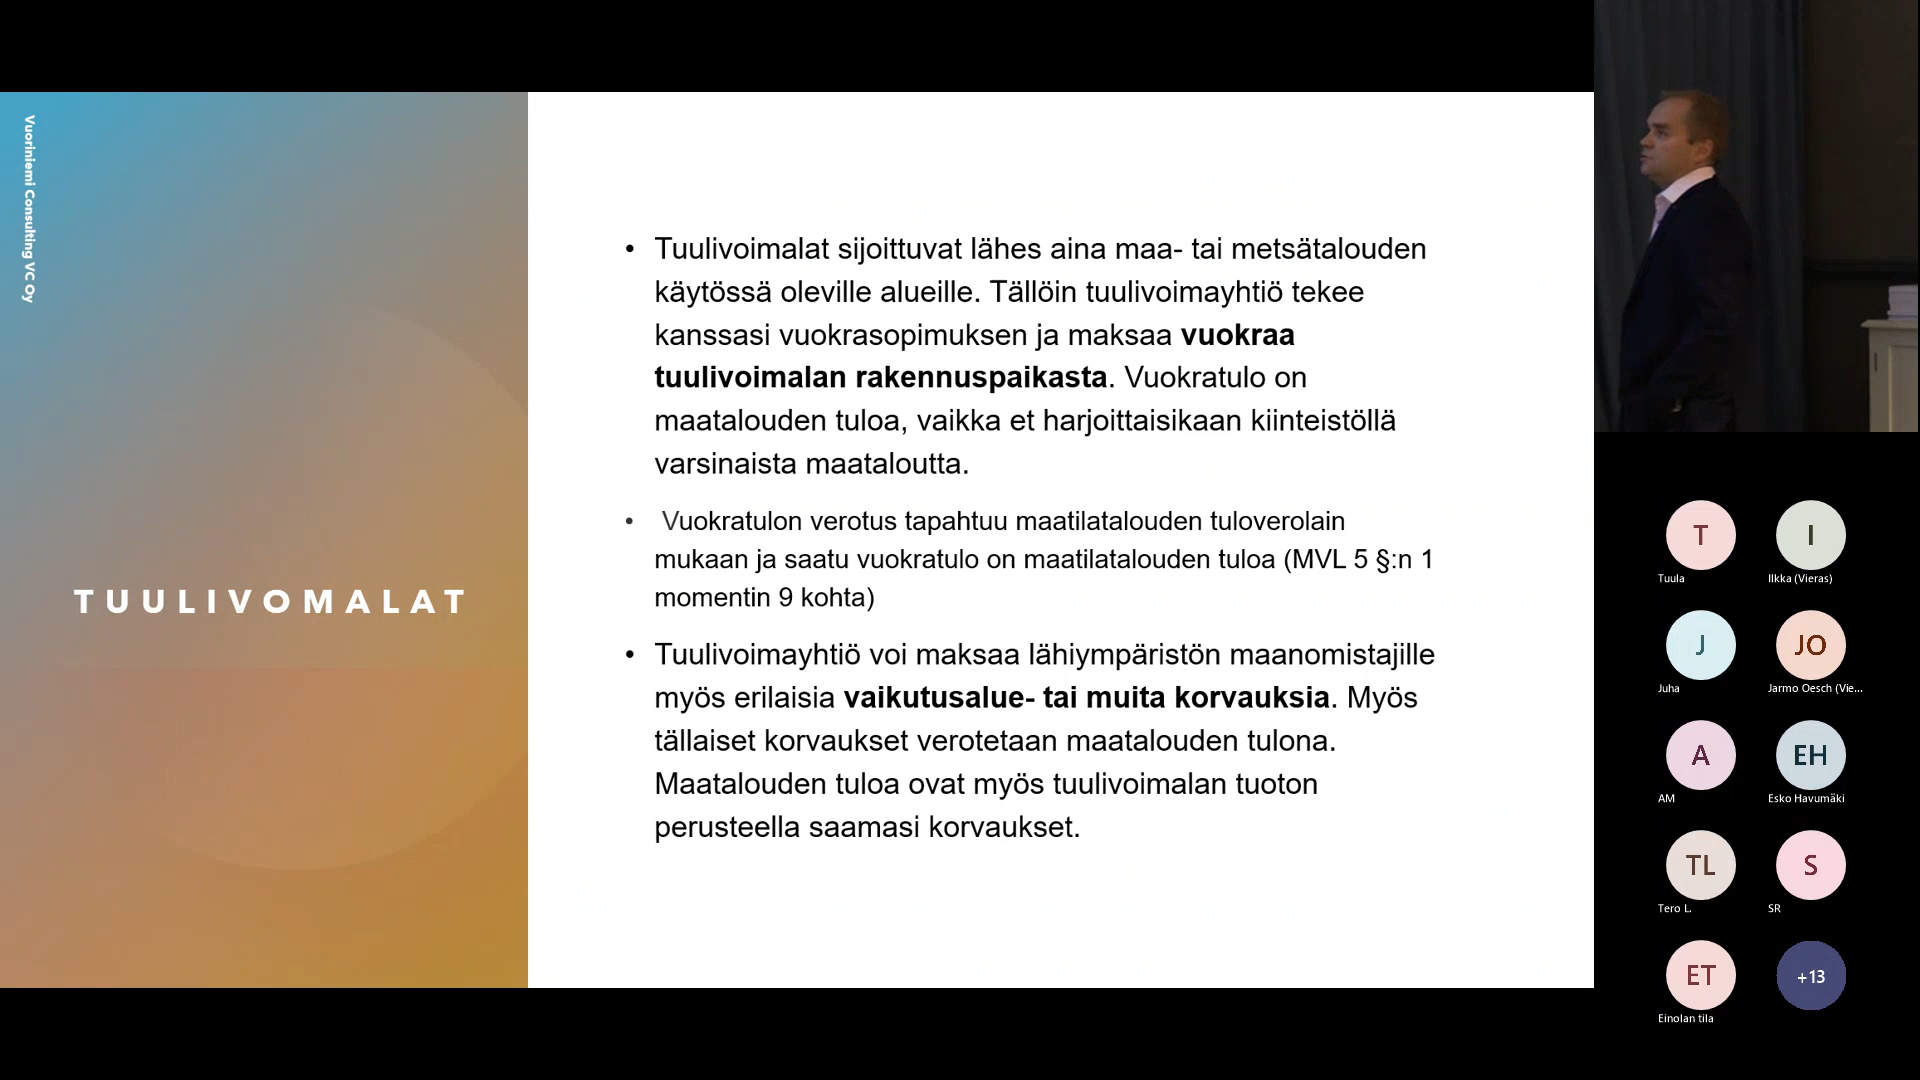 Vuoriniemi Consulting VC Oy
TUULIVOMALAT
• Tuulivoimalat sijoittuvat lähes aina maa- tai metsätalouden
käytössä oleville alueille. Tällöin tuulivoimayhtiö tekee
kanssasi vuokrasopimuksen ja maksaa vuokraa
tuulivoimalan rakennuspaikasta. Vuokratulo on
maatalouden tuloa, vaikka et harjoittaisikaan kiinteistöllä
varsinaista maataloutta.
• Vuokratulon verotus tapahtuu maatilatalouden tuloverolain
mukaan ja saatu vuokratulo on maatilatalouden tuloa (MVL 5 §:n 1
momentin 9 kohta)
• Tuulivoimayhtiö voi maksaa lähiympäristön maanomistajille
myös erilaisia vaikutusalue- tai muita korvauksia. Myös
tällaiset korvaukset verotetaan maatalouden tulona.
Maatalouden tuloa ovat myös tuulivoimalan tuoton
perusteella saamasi korvaukset.
T
Tuula
I
Ilkka (Vieras)
J
Juha
JO
Jarmo Oesch (Vie...
A
AM
EH
Esko Havumäki
TL
Tero L.
S
SR
ET
Einolan tila
+13